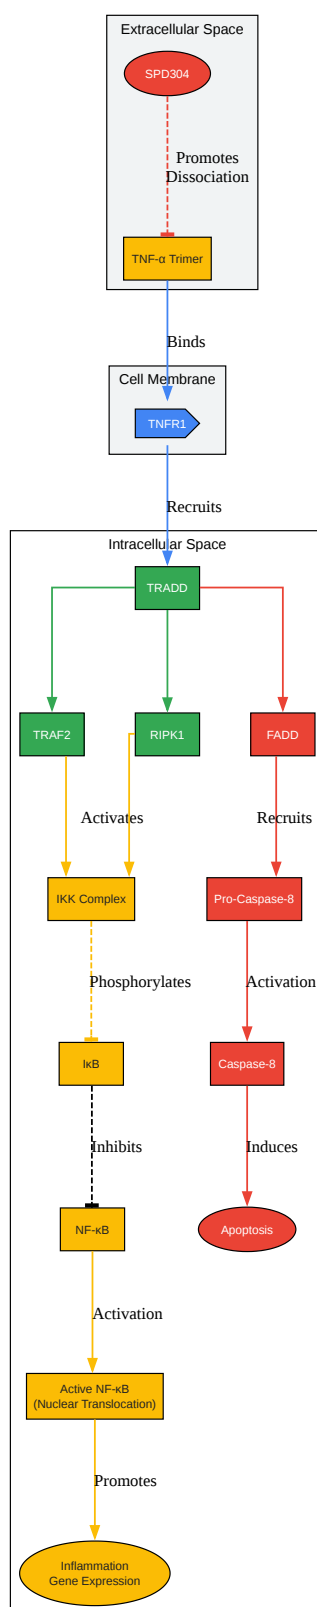 Extracellular Space
SPD304
Promotes
Dissociation
TNF-α Trimer
Binds
Cell Membrane
TNFR1
Recruits
Intracellular Space
TRADD
TRAF2
RIPK1
FADD
Activates
Recruits
IKK Complex
Pro-Caspase-8
Phosphorylates
Activation
IκB
Caspase-8
Inhibits
Induces
NF-κB
Apoptosis
Activation
Active NF-κB
(Nuclear Translocation)
Promotes
Inflammation
Gene Expression